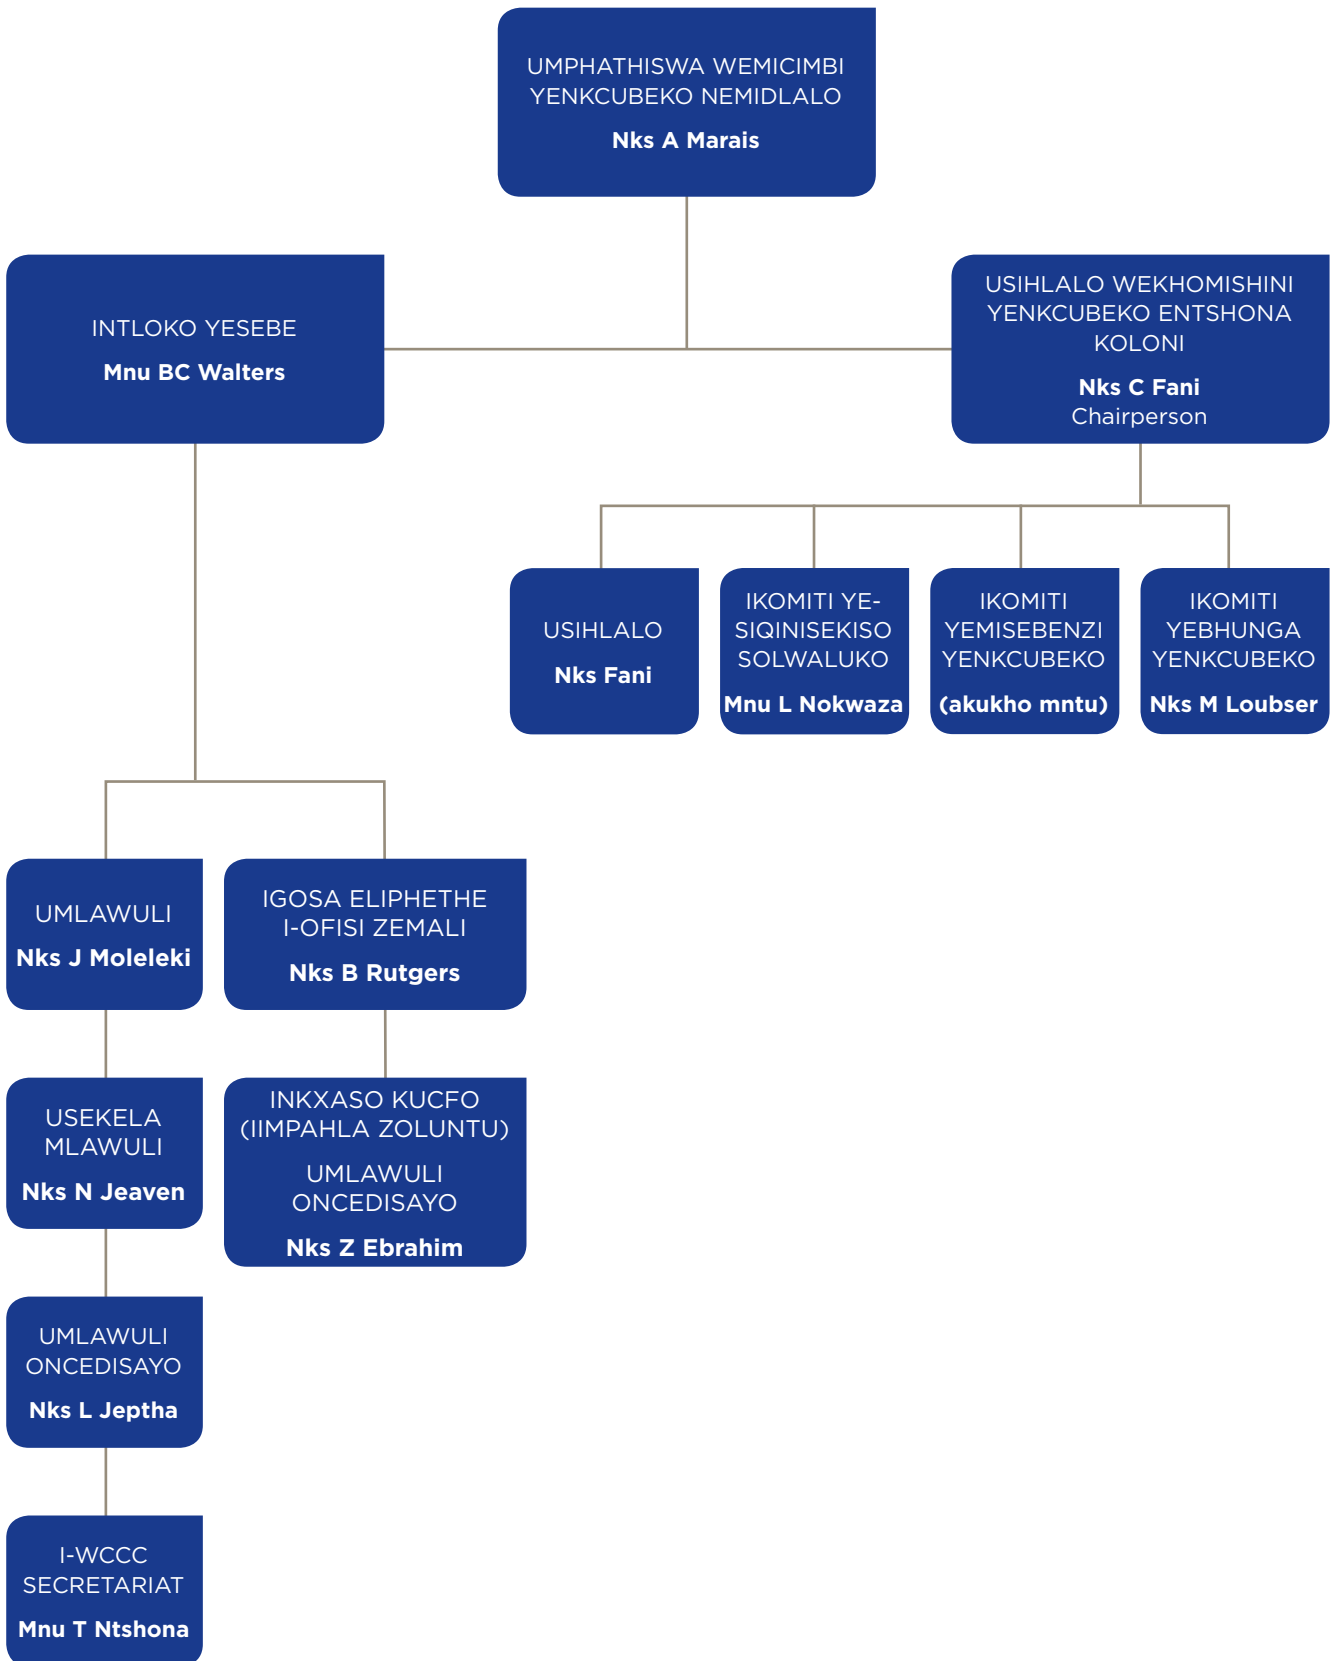 UMPHATHISWA WEMICIMBI
YENKCUBEKO NEMIDLALO
Nks A Marais
INTLOKO YESEBE
Mnu BC Walters
USIHLALO WEKHOMISHINI
YENKCUBEKO ENTSHONA
KOLONI
Nks C Fani
Chairperson
USIHLALO
Nks Fani
IKOMITI YE-
SIQINISEKISO
SOLWALUKO
Mnu L Nokwaza
IKOMITI
YEMISEBENZI
YENKCUBEKO
(akukho mntu)
IKOMITI
YEBHUNGA
YENKCUBEKO
Nks M Loubser
UMLAWULI
Nks J Moleleki
IGOSA ELIPHETHE
I-OFISI ZEMALI
Nks B Rutgers
USEKELA
MLAWULI
Nks N Jeaven
INKXASO KUCFO
(IIMPAHLA ZOLUNTU)
UMLAWULI
ONCEDISAYO
Nks Z Ebrahim
UMLAWULI
ONCEDISAYO
Nks L Jeptha
I-WCCC
SECRETARIAT
Mnu T Ntshona